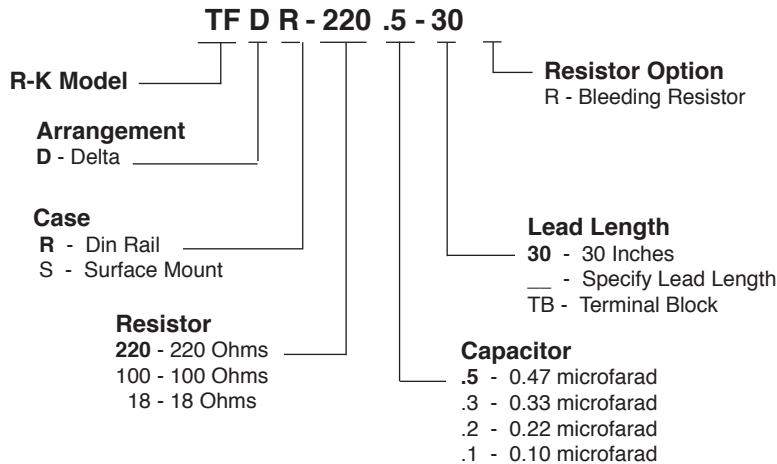 TF D R - 220 .5 - 30
R-K Model
Resistor Option
R - Bleeding Resistor
Arrangement
D - Delta
Case
R - Din Rail
S - Surface Mount
Lead Length
30 - 30 Inches
__ - Specify Lead Length
TB - Terminal Block
Resistor
220 - 220 Ohms
100 - 100 Ohms
18 - 18 Ohms
Capacitor
.5 - 0.47 microfarad
.3 - 0.33 microfarad
.2 - 0.22 microfarad
.1 - 0.10 microfarad